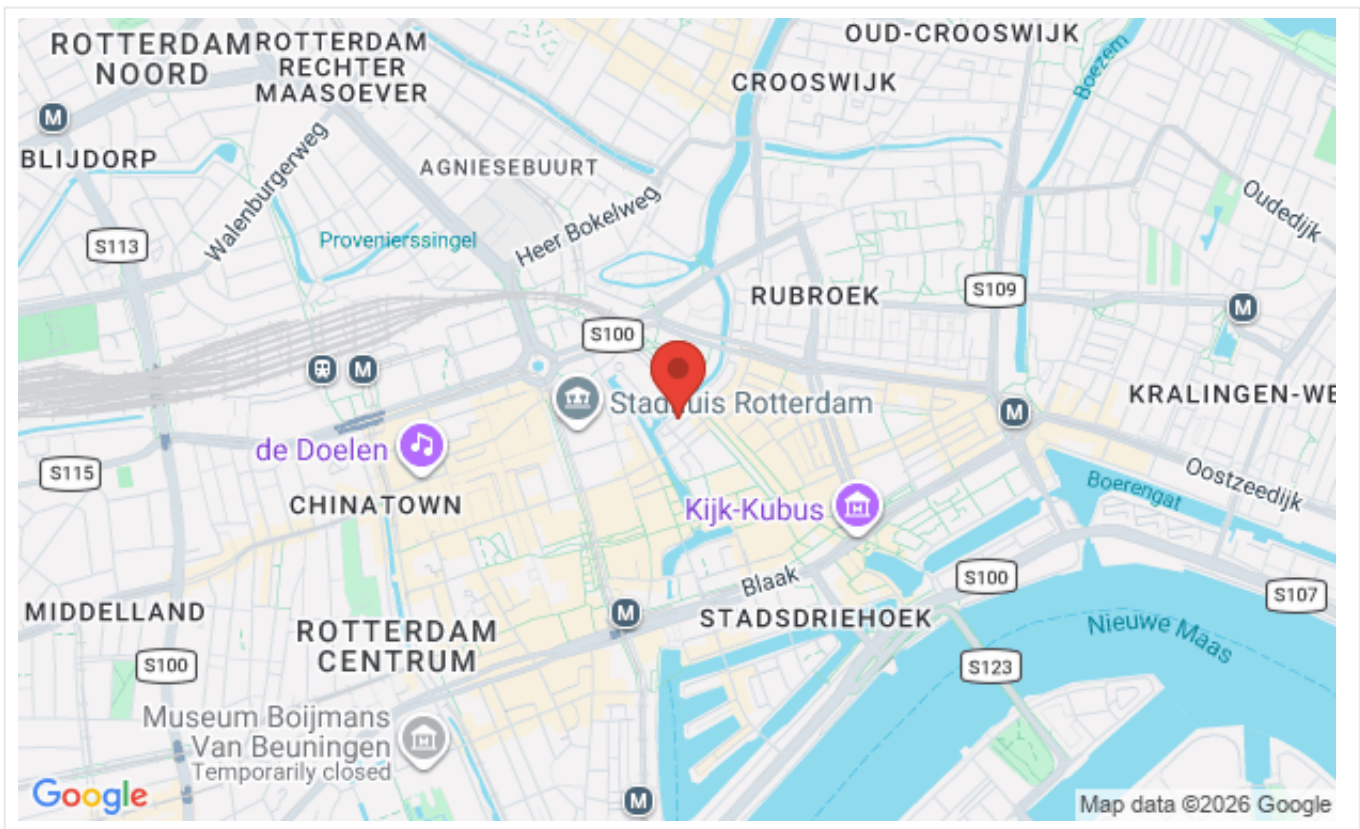 ROTTERDAM
NOORD
ROTTERDAM
RECHTER
MAASOEVER
OUD-CROOSWIJK
CROOSWIJK
Boezem
M
BLIJDORP
Walenburgerweg
AGNIESEBUURT
Heer Bokelweg
Oudedijk
S113
Provenierssingel
RUBROEK
S109
M
S100
M
Stadhuis Rotterdam
KRALINGEN-WE
M
de Doelen
S115
CHINATOWN
Kijk-Kubus
Boerengat
Oostzeedijk
Blaak
S100
S107
MIDDELLAND
M
STADSDRIEHOEK
ROTTERDAM
CENTRUM
Nieuwe Maas
S100
S123
Museum Boijmans
Van Beuningen
Temporarily closed
M
Google
Map data ©2026 Google